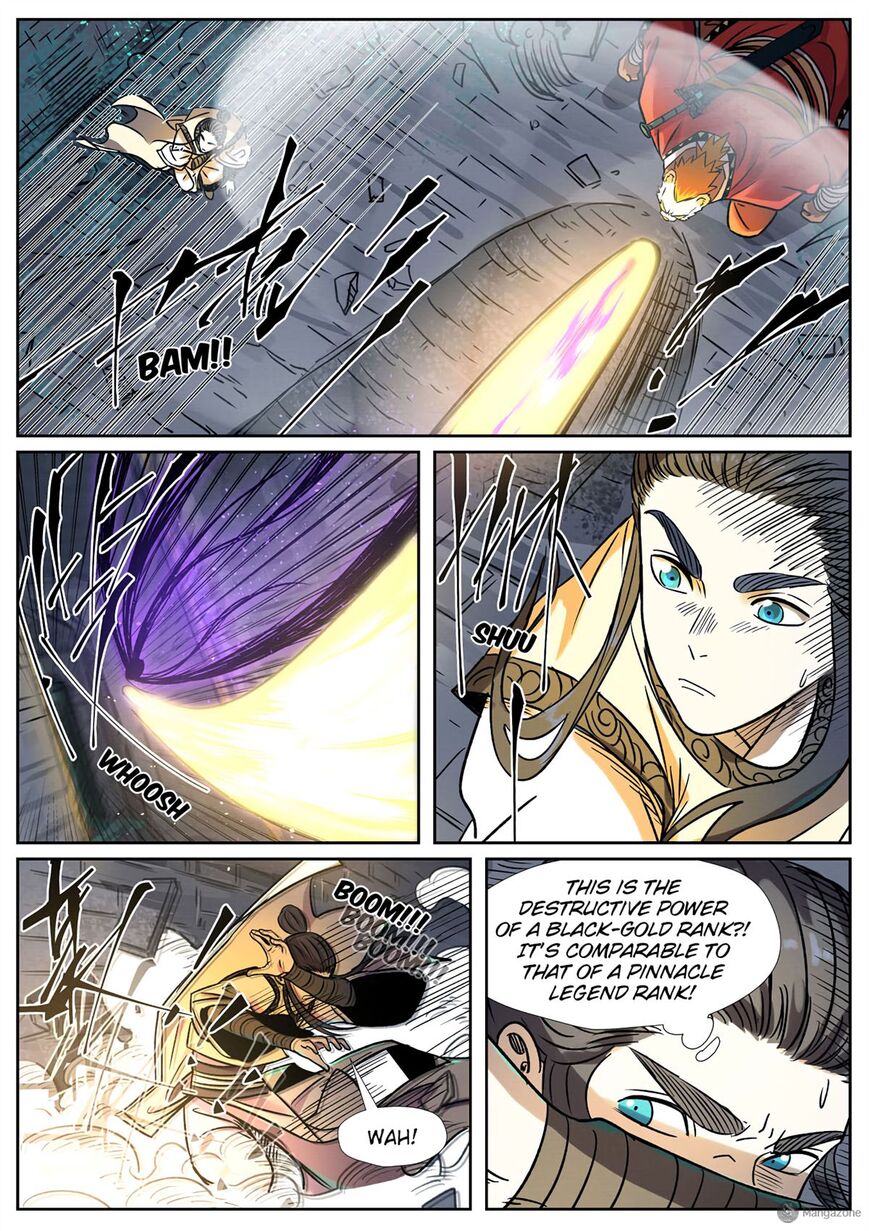 BAM!!
WHOOSH
SHUU
BOOM!!!
BOOM!!!
BOOM!!!
WAH!
THIS IS THE
DESTRUCTIVE POWER
OF A BLACK-GOLD RANK?!
IT'S COMPARABLE TO
THAT OF A PINNACLE
LEGEND RANK!
Mangazone